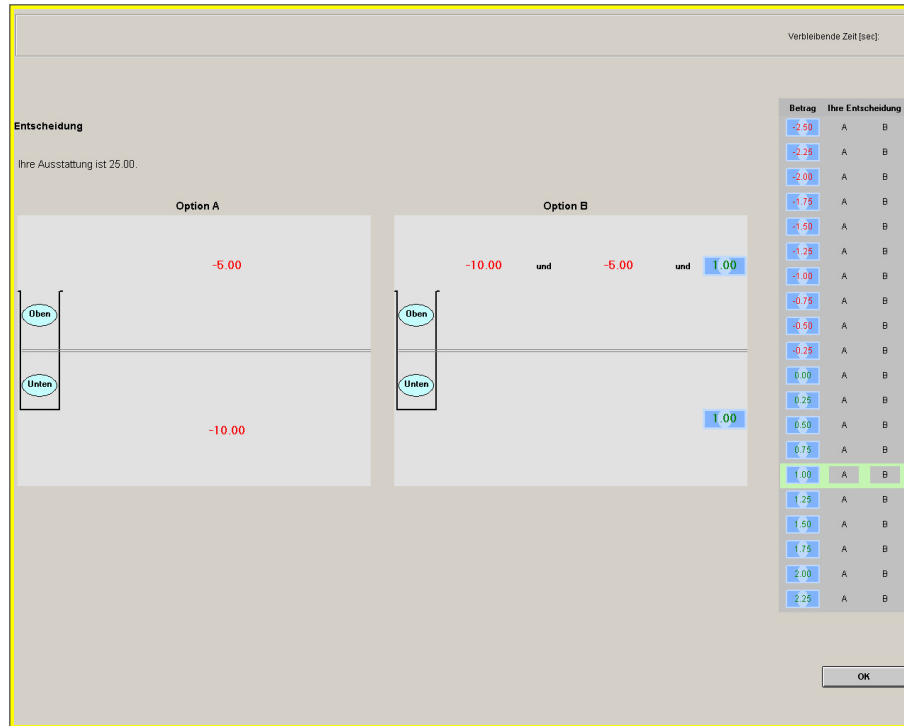 Verbleibende Zeit [sec]:
Betrag Ihre Entscheidung
Entscheidung
Ihre Ausstattung ist 25.00.
Option A Option B
-5.00
-10.00 und -5.00 und 1.00
Oben Oben
Unten Unten
-10.00
1.00
-2.50 A B
-2.25 A B
-2.00 A B
-1.75 A B
-1.50 A B
-1.25 A B
-1.00 A B
-0.75 A B
-0.50 A B
-0.25 A B
0.00 A B
0.25 A B
0.50 A B
0.75 A B
1.00 A B
1.25 A B
1.50 A B
1.75 A B
2.00 A B
2.25 A B
OK